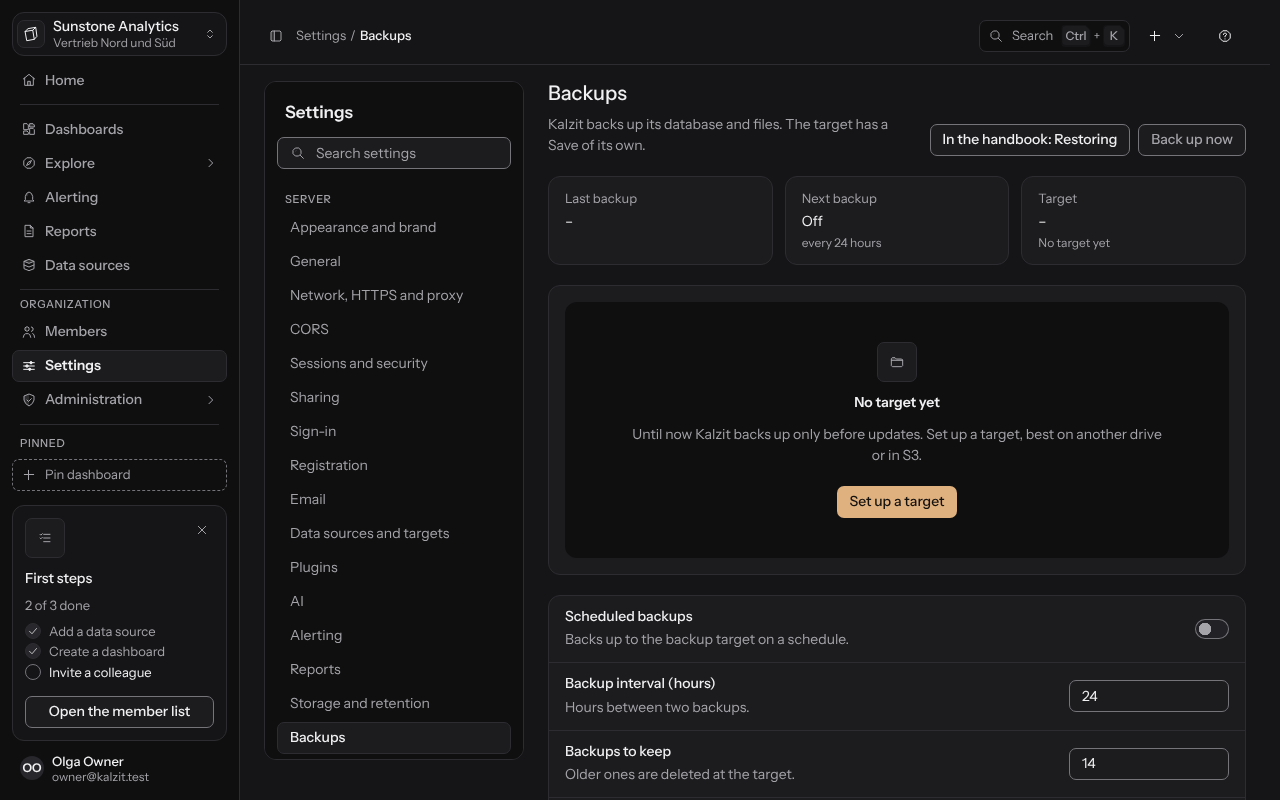 Sunstone Analytics
Vertrieb Nord und Süd
Home
Dashboards
Explore
Alerting
Reports
Data sources
ORGANIZATION
Members
Settings
Administration
PINNED
Pin dashboard
First steps
2 of 3 done
Add a data source
Create a dashboard
Invite a colleague
Open the member list
OO
Olga Owner
owner@kalzit.test
Settings / Backups
Search Ctrl + K
Settings
Search settings
SERVER
Appearance and brand
General
Network, HTTPS and proxy
CORS
Sessions and security
Sharing
Sign-in
Registration
Email
Data sources and targets
Plugins
AI
Alerting
Reports
Storage and retention
Backups
Backups
Kalzit backs up its database and files. The target has a
Save of its own.
In the handbook: Restoring
Back up now
Last backup
–
Next backup
Off
every 24 hours
Target
–
No target yet
No target yet
Until now Kalzit backs up only before updates. Set up a target, best on another drive
or in S3.
Set up a target
Scheduled backups
Backs up to the backup target on a schedule.
Backup interval (hours)
Hours between two backups.
24
Backups to keep
Older ones are deleted at the target.
14